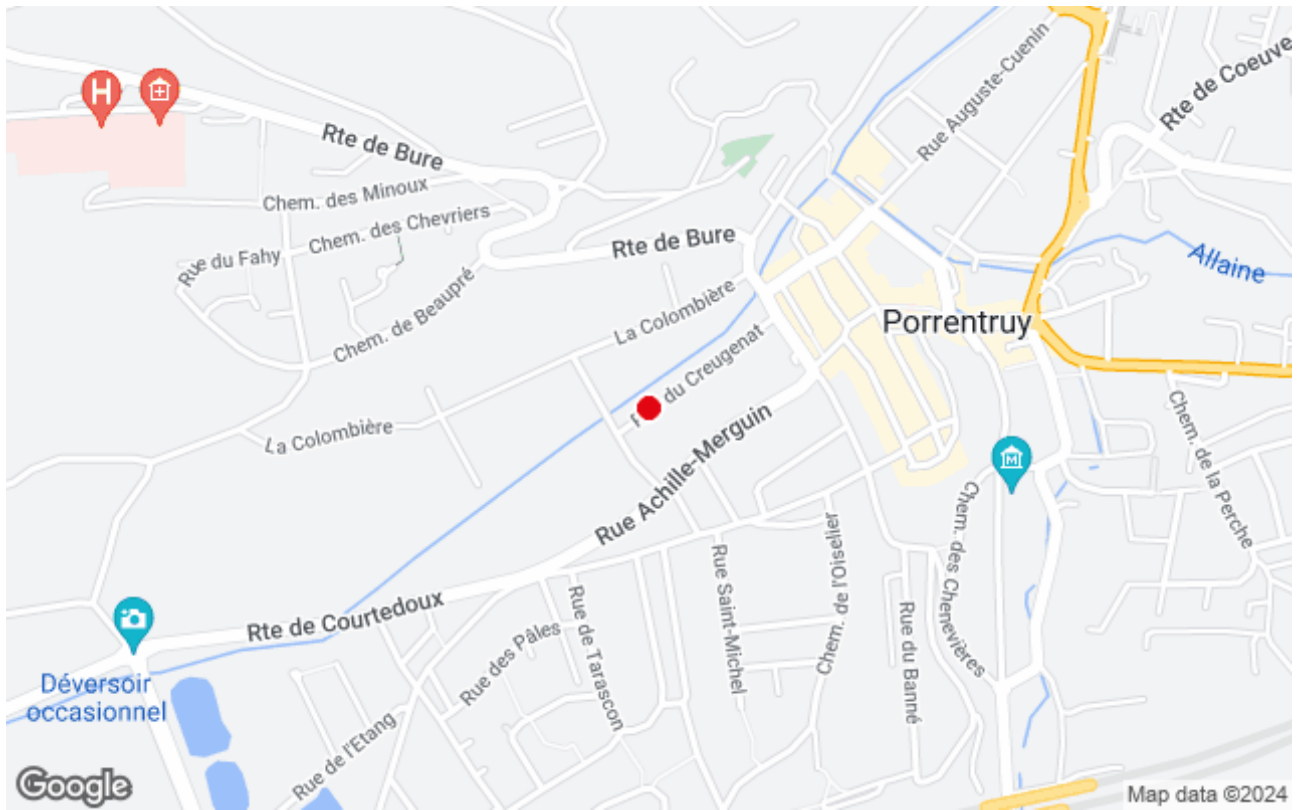 Rue Auguste-Cuenin
Rte de Coeuve
H
Rte de Bure
Chem. des Minoux
Chem. des Chevriers
Rue du Fahy
Rte de Bure
Allaine
Chem. de Beaupré
La Colombière
Porrentruy
du Creugenat
La Colombière
Rue Achille-Merguin
M
Chem. de la Perche
Chem. des Chenevières
Chem. de l'Oiselier
Rue Saint-Michel
Rue du Banné
Rte de Courtedoux
Rue des Pâles
Rue de Tarascon
Déversoir
occasionnel
Rue de l'Etang
Google
Map data ©2024